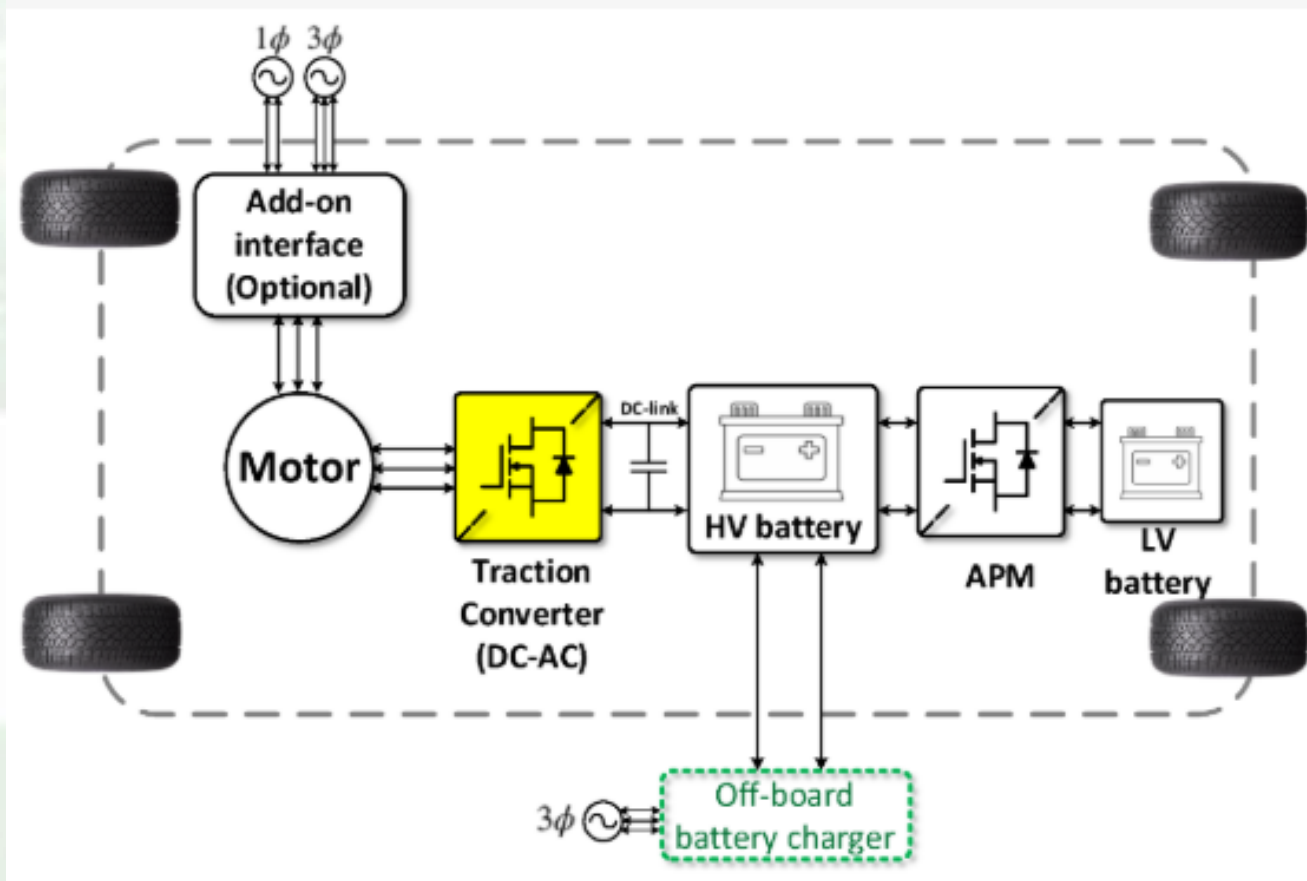 1ϕ 3ϕ
Add-on
interface
(Optional)
Motor
DC-link
HV battery
Traction
Converter
(DC-AC)
APM
LV
battery
Off-board
battery charger
3ϕ